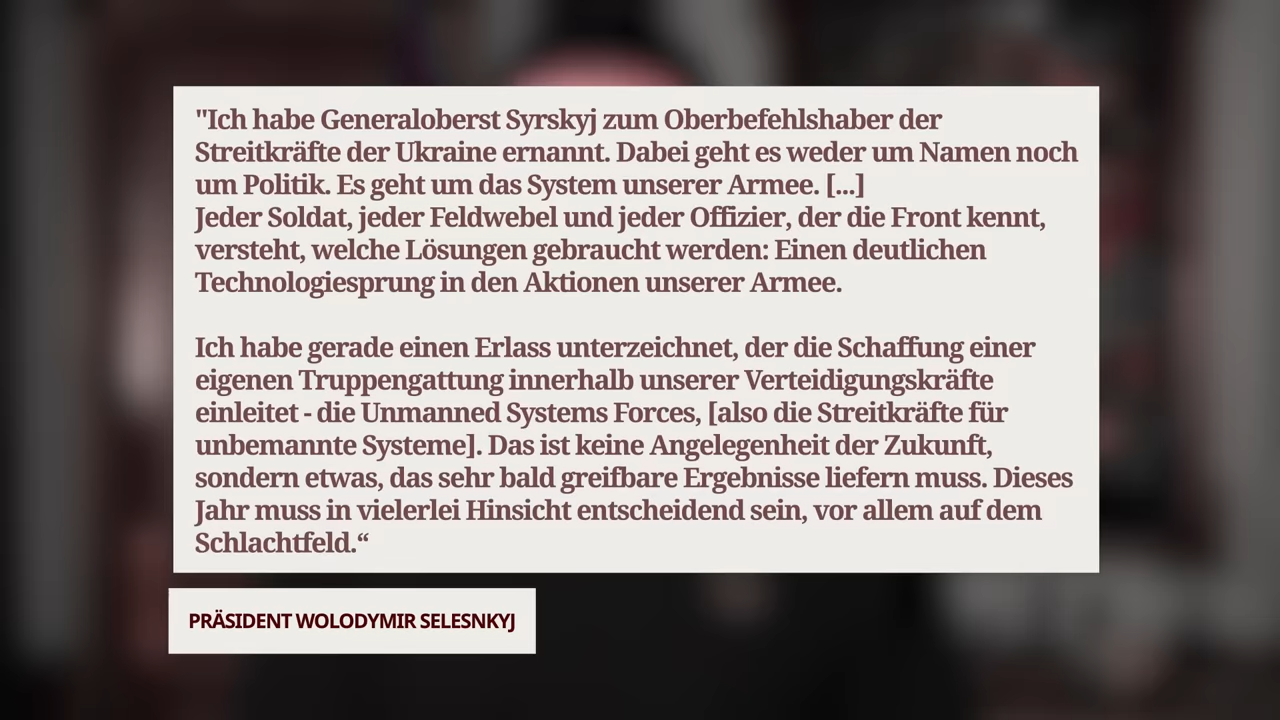 "Ich habe Generaloberst Syrskyj zum Oberbefehlshaber der
Streitkräfte der Ukraine ernannt. Dabei geht es weder um Namen noch
um Politik. Es geht um das System unserer Armee. [...]
Jeder Soldat, jeder Feldwebel und jeder Offizier, der die Front kennt,
versteht, welche Lösungen gebraucht werden: Einen deutlichen
Technologiesprung in den Aktionen unserer Armee.
Ich habe gerade einen Erlass unterzeichnet, der die Schaffung einer
eigenen Truppengattung innerhalb unserer Verteidigungskräfte
einleitet - die Unmanned Systems Forces, [also die Streitkräfte für
unbemannte Systeme]. Das ist keine Angelegenheit der Zukunft,
sondern etwas, das sehr bald greifbare Ergebnisse liefern muss. Dieses
Jahr muss in vielerlei Hinsicht entscheidend sein, vor allem auf dem
Schlachtfeld.“
PRÄSIDENT WOLODYMIR SELESNKYJ